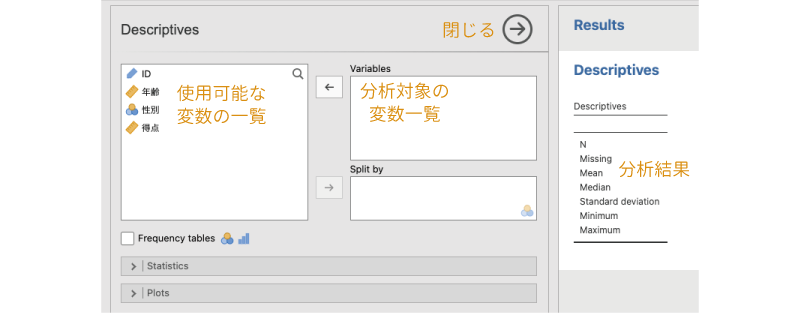 Descriptives
閉じる
ID
年齢
性別
得点
使用可能な
変数の一覧
Variables
分析対象の
変数一覧
Split by
Frequency tables
Statistics
Plots
Results
Descriptives
Descriptives
N
Missing
Mean
Median
Standard deviation
Minimum
Maximum
分析結果